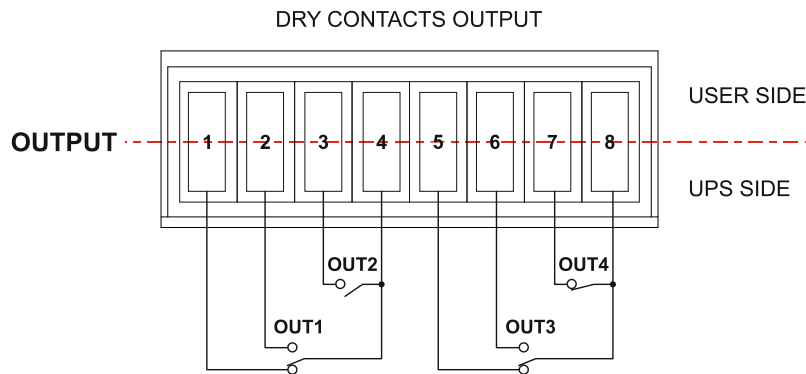 DRY CONTACTS OUTPUT
USER SIDE
OUTPUT 1 2 3 4 5 6 7 8
UPS SIDE
OUT2 OUT4
OUT1 OUT3